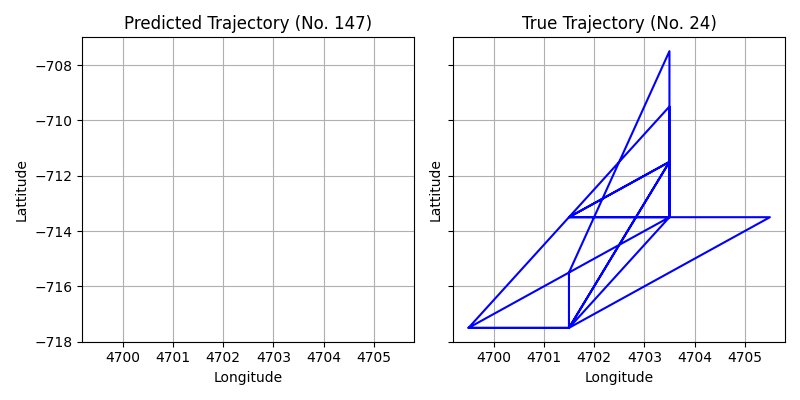 Predicted Trajectory (No. 147)
True Trajectory (No. 24)
−708
−710
−712
−714
−716
−718
Lattitude
Lattitude
4700 4701 4702 4703 4704 4705
4700 4701 4702 4703 4704 4705
Longitude
Longitude